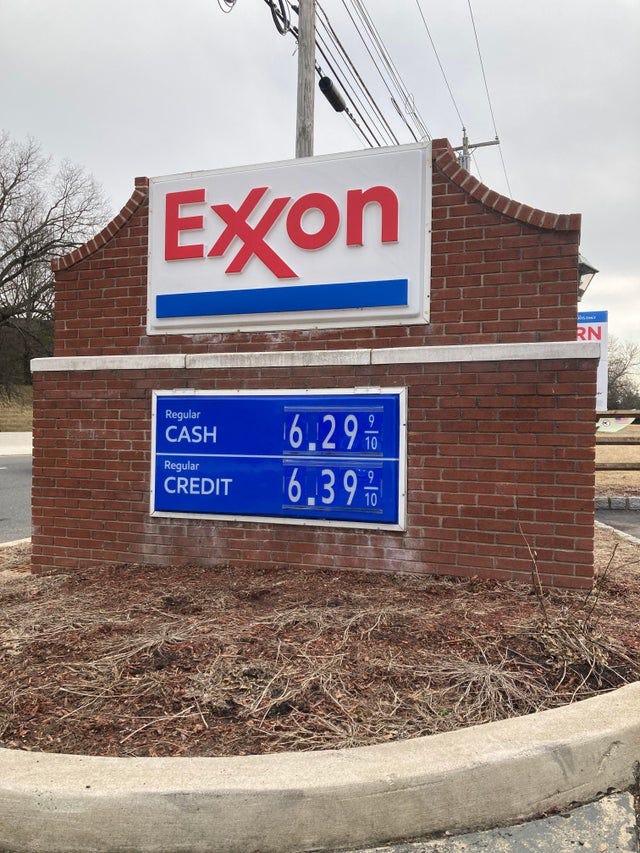 Exxon
Regular
CASH 6.29 9/10
Regular
CREDIT 6.39 9/10
RN